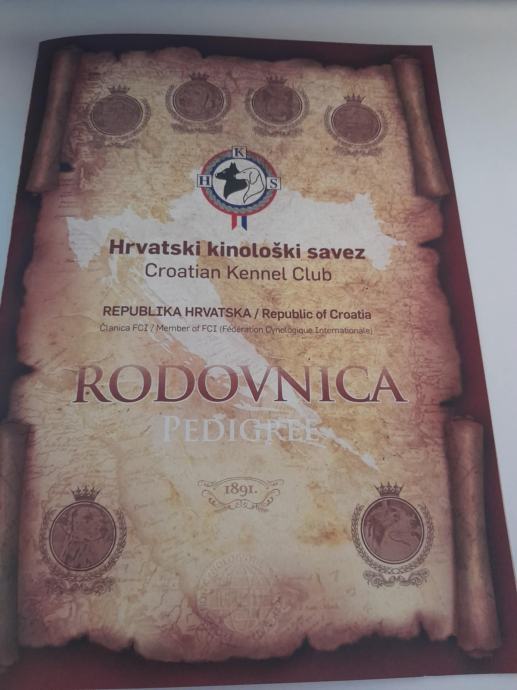 K
H S
Hrvatski kinološki savez
Croatian Kennel Club
REPUBLIKA HRVATSKA / Republic of Croatia
Članica FCI / Member of FCI (Fédération Cynologique Internationale)
RODOVNICA
PEDIGREE
1891.